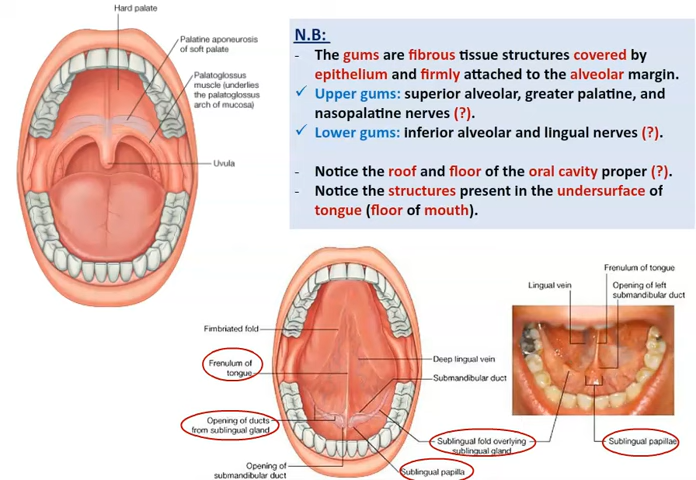 Hard palate
Palatine aponeurosis
of soft palate
Palatoglossus
muscle (underlies
the palatoglossus
arch of mucosa)
Uvula
N.B:
- The gums are fibrous tissue structures covered by
epithelium and firmly attached to the alveolar margin.
✓ Upper gums: superior alveolar, greater palatine, and
nasopalatine nerves (?).
✓ Lower gums: inferior alveolar and lingual nerves (?).
- Notice the roof and floor of the oral cavity proper (?).
- Notice the structures present in the undersurface of
tongue (floor of mouth).
Fimbriated fold
Frenulum of
tongue
Opening of ducts
from sublingual gland
Opening of
submandibular duct
Deep lingual vein
Submandibular duct
Sublingual fold overlying
sublingual gland
Sublingual papilla
Frenulum of tongue
Lingual vein
Opening of left
submandibular duct
Sublingual papillae